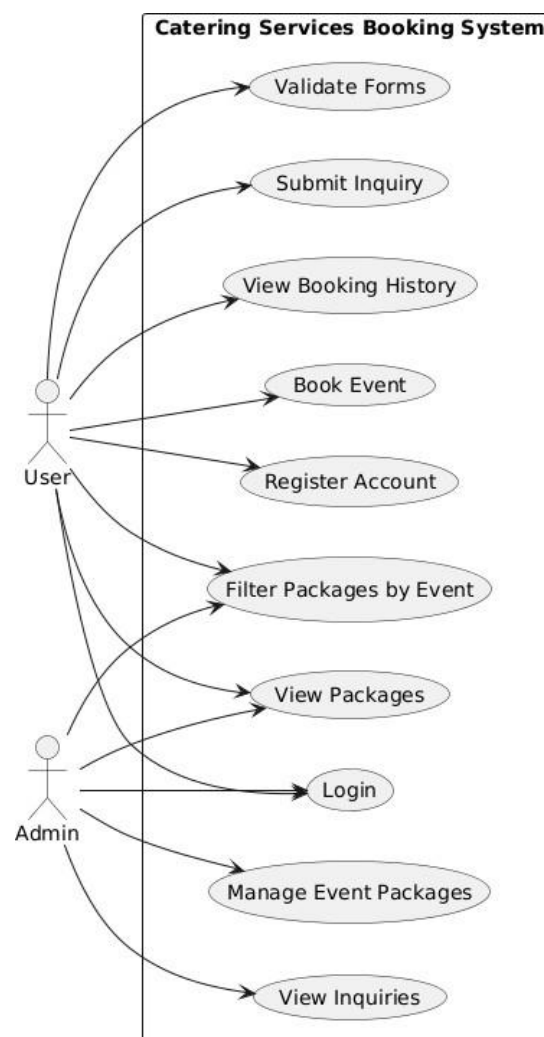 Catering Services Booking System
Validate Forms
Submit Inquiry
View Booking History
Book Event
User
Register Account
Filter Packages by Event
View Packages
Login
Admin
Manage Event Packages
View Inquiries